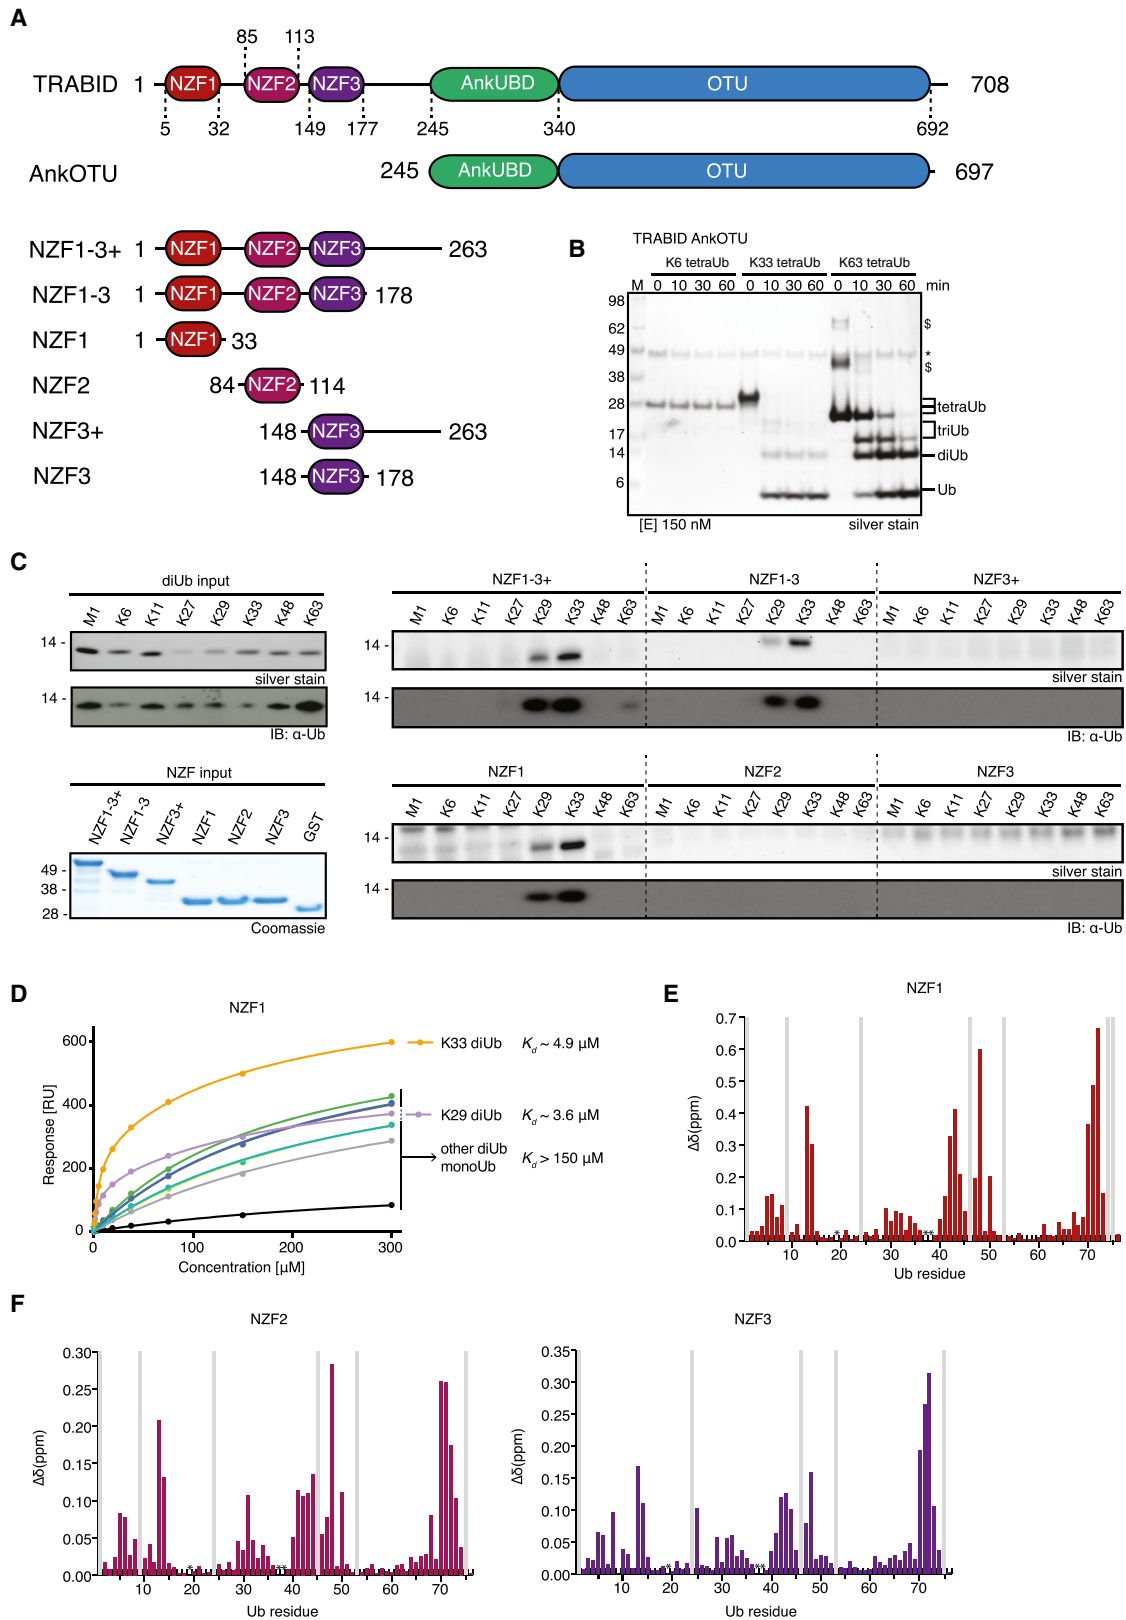 A
85 113
TRABID 1 NZF1 NZF2 NZF3 AnkUBD OTU 708
5 32 149 177 245 340 692
AnkOTU 245 AnkUBD OTU 697
NZF1-3+ 1 NZF1 NZF2 NZF3 263
NZF1-3 1 NZF1 NZF2 NZF3 178
NZF1 1 NZF1 33
NZF2 84 NZF2 114
NZF3+ 148 NZF3 263
NZF3 148 NZF3 178
B
TRABID AnkOTU
K6 tetraUb K33 tetraUb K63 tetraUb
M 0 10 30 60 0 10 30 60 0 10 30 60 min
98
62
49
38
28
17
14
6
$
*
$
tetraUb
triUb
diUb
Ub
[E] 150 nM silver stain
C
diUb input
M1 K6 K11 K27 K29 K33 K48 K63
14 -
silver stain
14 -
IB: α-Ub
NZF1-3+ NZF1-3 NZF3+
M1 K6 K11 K27 K29 K33 K48 K63 M1 K6 K11 K27 K29 K33 K48 K63 M1 K6 K11 K27 K29 K33 K48 K63
14 -
silver stain
14 -
IB: α-Ub
NZF input
NZF1-3+ NZF1-3 NZF3+ NZF1 NZF2 NZF3 GST
49 -
38 -
28 -
Coomassie
NZF1 NZF2 NZF3
M1 K6 K11 K27 K29 K33 K48 K63 M1 K6 K11 K27 K29 K33 K48 K63 M1 K6 K11 K27 K29 K33 K48 K63
14 -
silver stain
14 -
IB: α-Ub
D
NZF1
Response [RU]
600
400
200
0
0 100 200 300
Concentration [µM]
K33 diUb Kd ~ 4.9 µM
K29 diUb Kd ~ 3.6 µM
other diUb
monoUb Kd > 150 µM
E
NZF1
Δδ(ppm)
0.7
0.6
0.5
0.4
0.3
0.2
0.1
0.0
* **
10 20 30 40 50 60 70
Ub residue
F
NZF2
Δδ(ppm)
0.30
0.25
0.20
0.15
0.10
0.05
0.00
* **
10 20 30 40 50 60 70
Ub residue
NZF3
Δδ(ppm)
0.35
0.30
0.25
0.20
0.15
0.10
0.05
0.00
* **
10 20 30 40 50 60 70
Ub residue